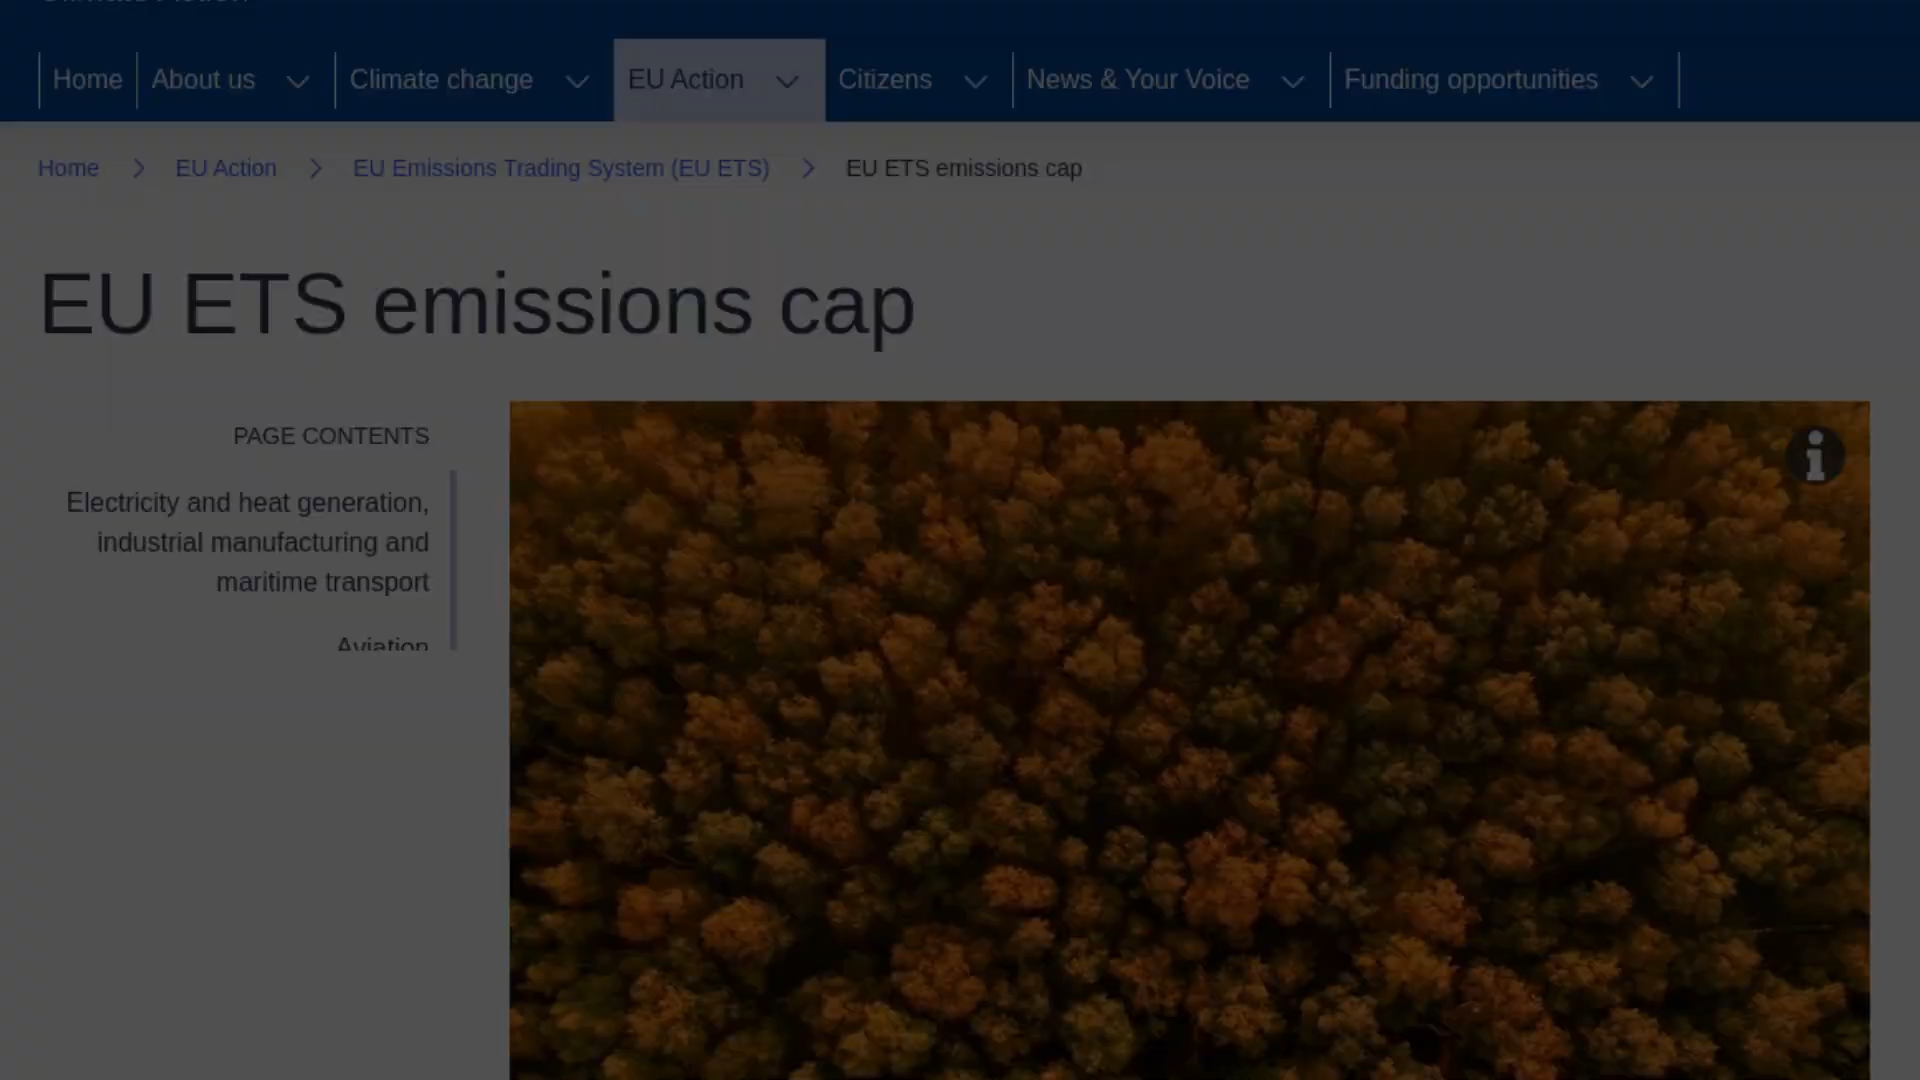 Home
About us
Climate change
EU Action
Citizens
News & Your Voice
Funding opportunities
Home
EU Action
EU Emissions Trading System (EU ETS)
EU ETS emissions cap
EU ETS emissions cap
PAGE CONTENTS
Electricity and heat generation,
industrial manufacturing and
maritime transport
Aviation